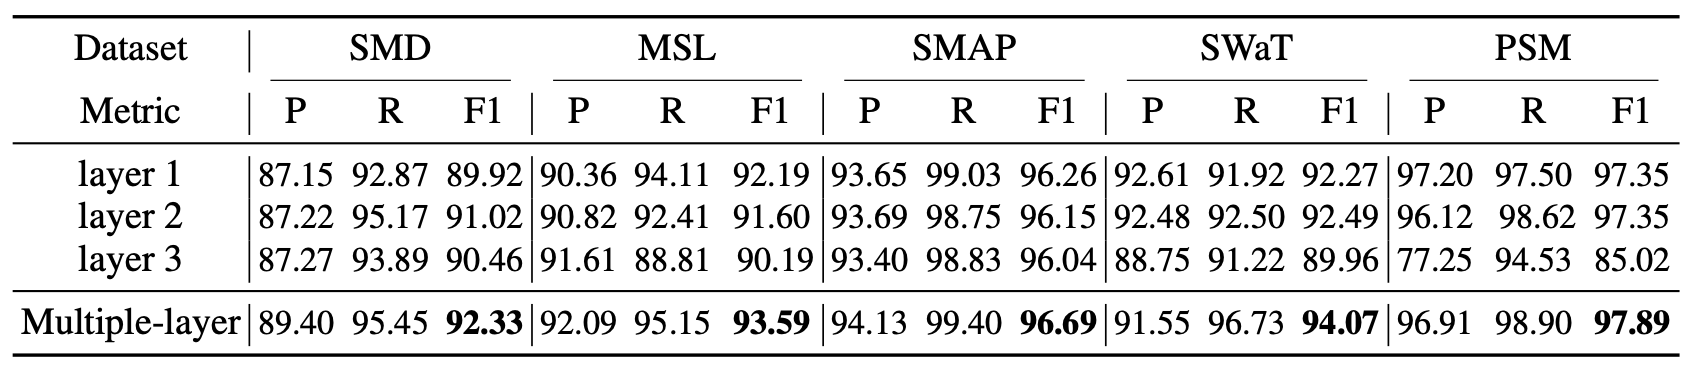 Dataset SMD MSL SMAP SWaT PSM
Metric P R F1 P R F1 P R F1 P R F1 P R F1
layer 1 87.15 92.87 89.92 90.36 94.11 92.19 93.65 99.03 96.26 92.61 91.92 92.27 97.20 97.50 97.35
layer 2 87.22 95.17 91.02 90.82 92.41 91.60 93.69 98.75 96.15 92.48 92.50 92.49 96.12 98.62 97.35
layer 3 87.27 93.89 90.46 91.61 88.81 90.19 93.40 98.83 96.04 88.75 91.22 89.96 77.25 94.53 85.02
Multiple-layer 89.40 95.45 92.33 92.09 95.15 93.59 94.13 99.40 96.69 91.55 96.73 94.07 96.91 98.90 97.89